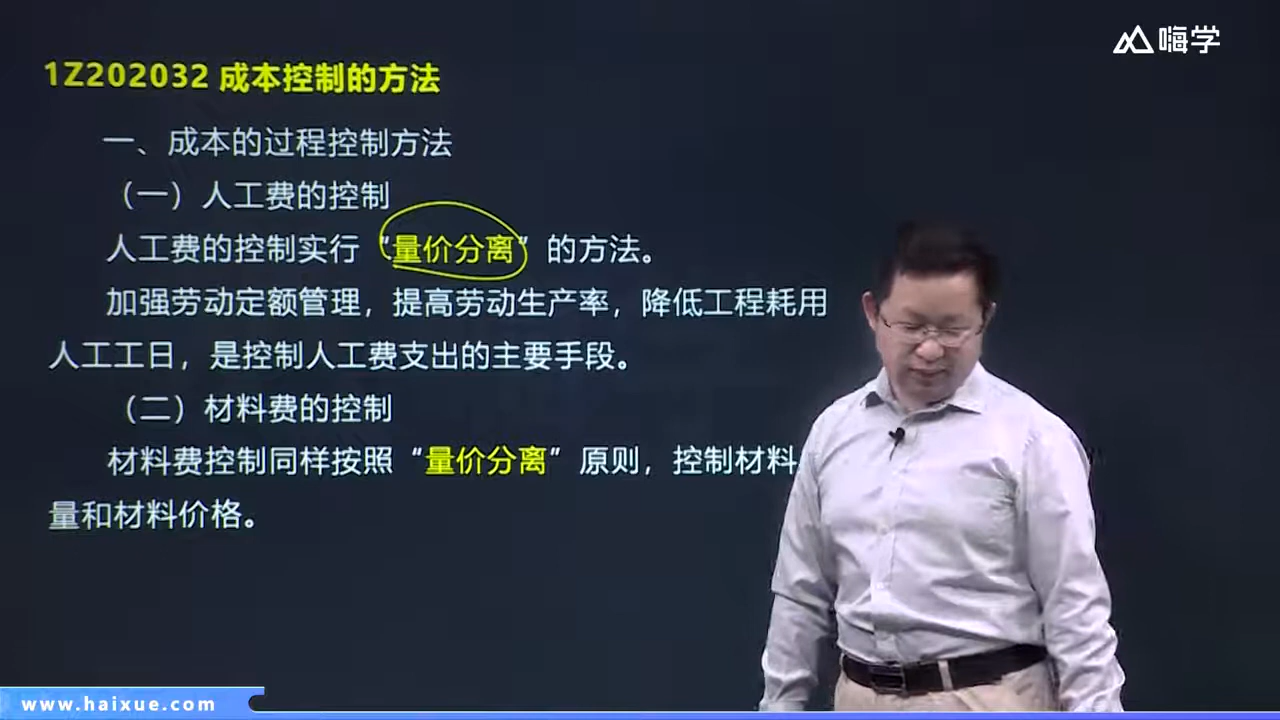 嗨学
1Z202032 成本控制的方法
一、成本的过程控制方法
（一）人工费的控制
人工费的控制实行“量价分离”的方法。
加强劳动定额管理，提高劳动生产率，降低工程耗用
人工工日，是控制人工费支出的主要手段。
（二）材料费的控制
材料费控制同样按照“量价分离”原则，控制材料
量和材料价格。
www.haixue.com